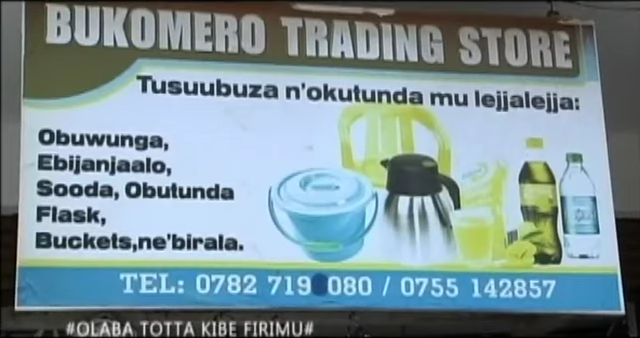 BUKOMERO TRADING STORE
Tusuubuza n'okutunda mu lejjalejja:
Obuwunga,
Ebijanjaalo,
Sooda, Obutunda
Flask,
Buckets,ne'birala.
TEL: 0782 719 080 / 0755 142857
#OLABA TOTTA KIBE FIRIMU#